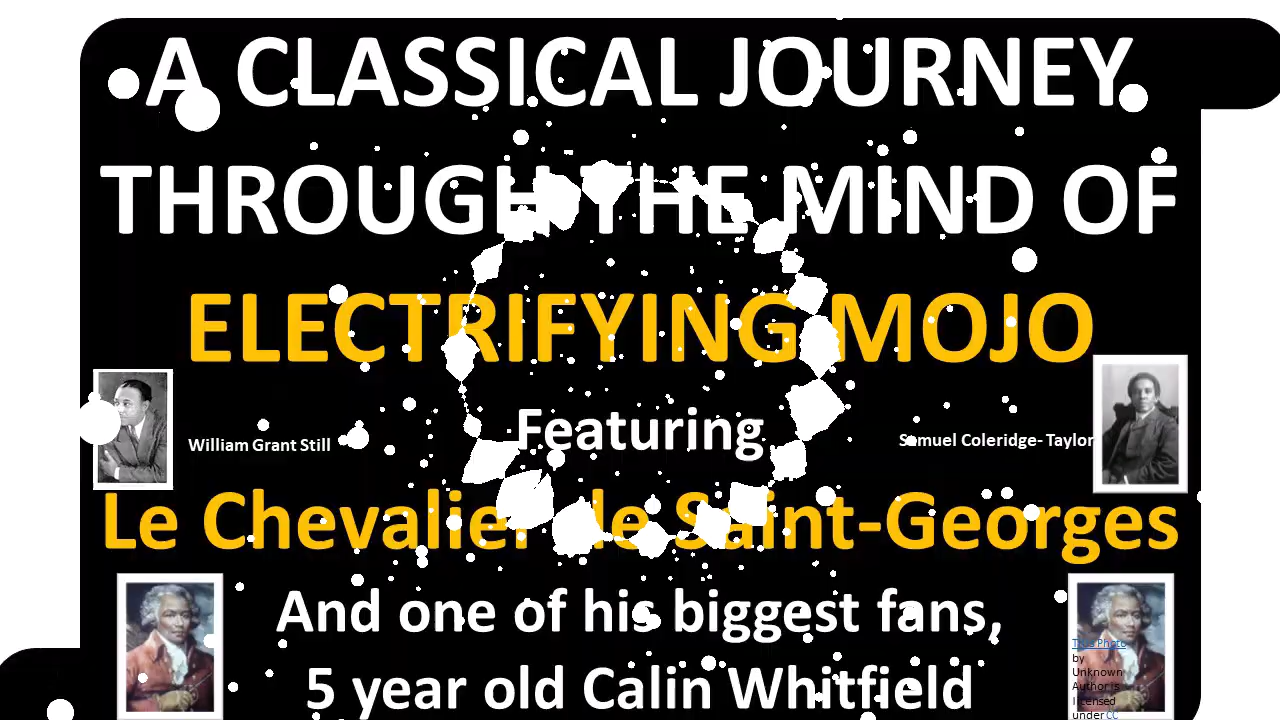 A CLASSICAL JOURNEY
THROUGH THE MIND OF
ELECTRIFYING MOJO
Featuring
William Grant Still
Samuel Coleridge- Taylor
Le Chevalier de Saint-Georges
And one of his biggest fans,
5 year old Calin Whitfield
This Photo
by
Unknown
Author is
licensed
under CC